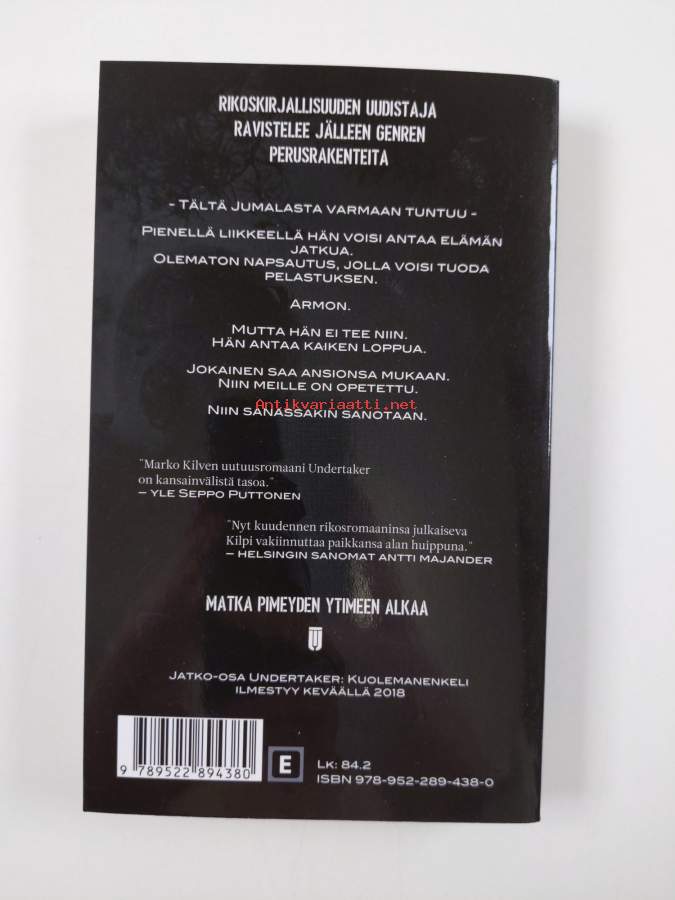 RIKOSKIRJALLISUUDEN UUDISTAJA
RAVISTELEE JÄLLEEN GENREN
PERUSRAKENTEITA
- TÄLTÄ JUMALASTA VARMAAN TUNTUU -
PIENELLÄ LIIKKEELLÄ HÄN VOISI ANTAA ELÄMÄN
JATKUA.
OLEMATON NAPSAUTUS, JOLLA VOISI TUODA
PELASTUKSEN.
ARMON.
MUTTA HÄN EI TEE NIIN.
HÄN ANTAA KAIKEN LOPPUA.
JOKAINEN SAA ANSIONSA MUKAAN.
NIIN MEILLE ON OPETETTU.
Antikvariaatti.net
NIIN SANASSAKIN SANOTAAN.
"Marko Kilven uutuusromaani Undertaker
on kansainvälistä tasoa."
– YLE SEPPO PUTTONEN
"Nyt kuudennen rikosromaaninsa julkaiseva
Kilpi vakiinnuttaa paikkansa alan huippuna."
– HELSINGIN SANOMAT ANTTI MAJANDER
MATKA PIMEYDEN YTIMEEN ALKAA
JATKO-OSA UNDERTAKER: KUOLEMANENKELI
ILMESTYY KEVÄÄLLÄ 2018
9 789522 894380
E
LK: 84.2
ISBN 978-952-289-438-0